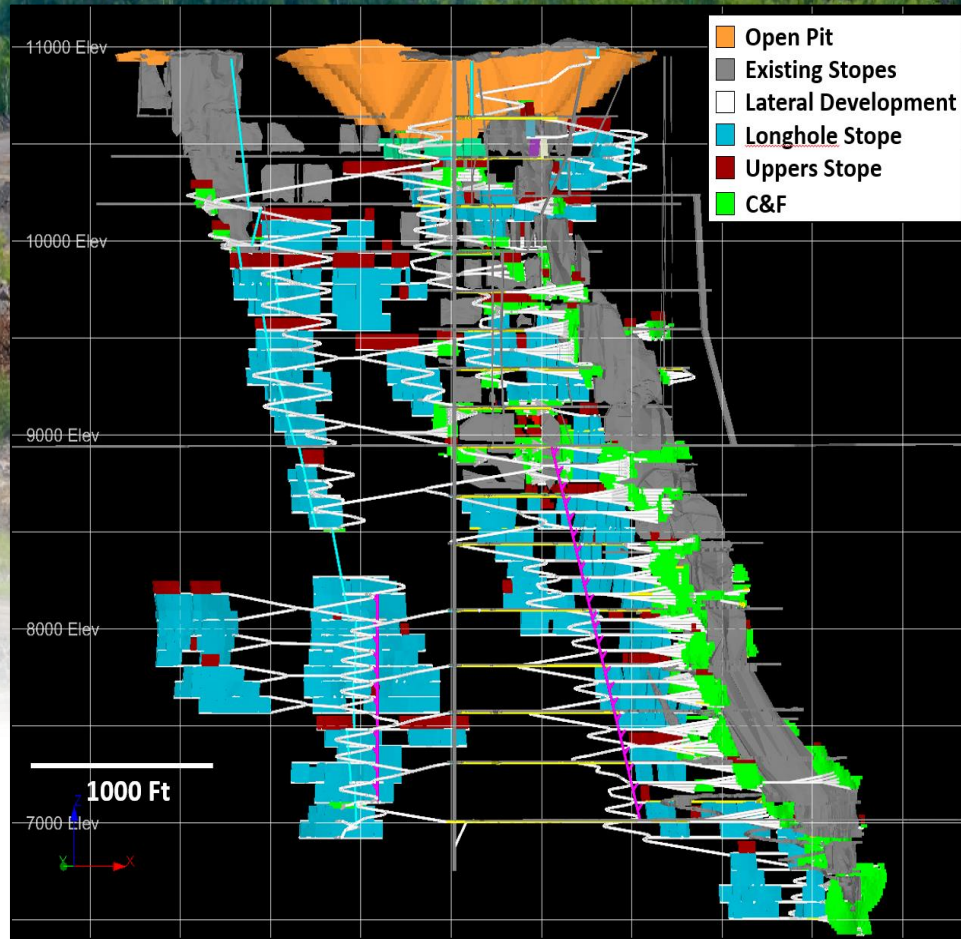 11000 Elev
Open Pit
Existing Stopes
Lateral Development
Longhole Stope
Uppers Stope
C&F
10000 Elev
9000 Elev
8000 Elev
1000 Ft
7000 Elev
Z
Y
X